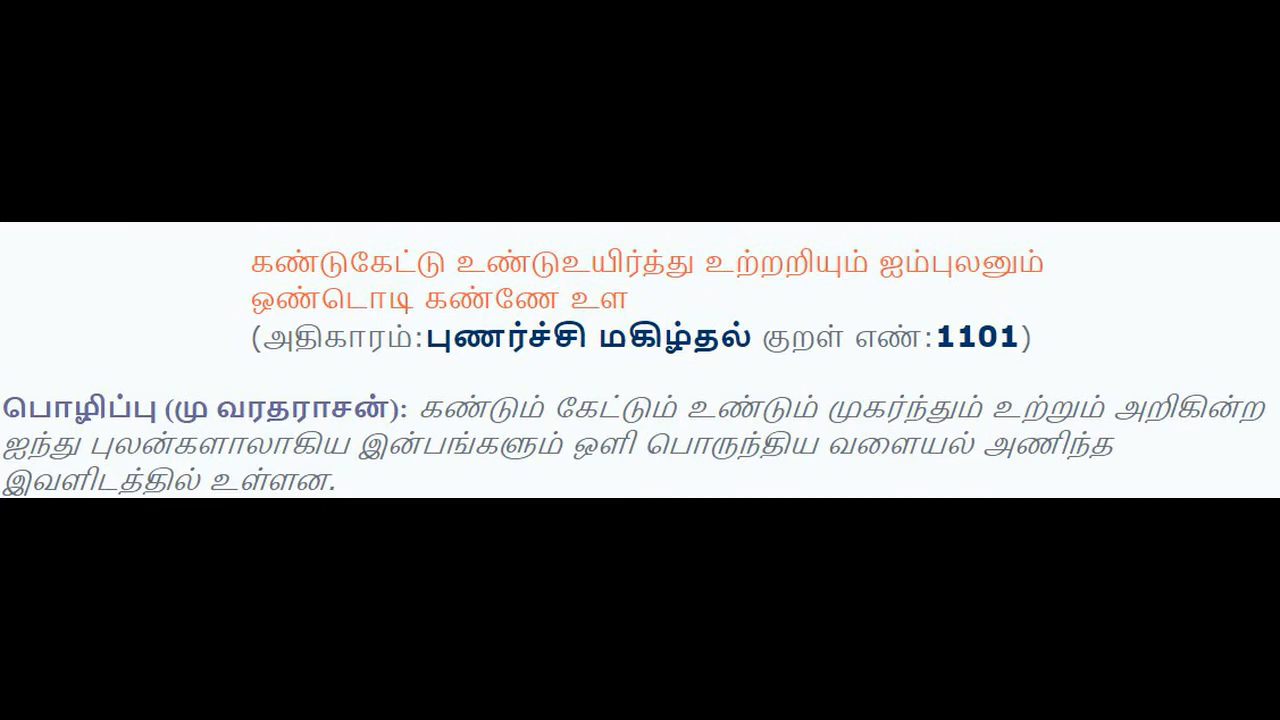 கண்டுகேட்டு உண்டுஉயிர்த்து உற்றறியும் ஐம்புலனும்
ஒண்டொடி கண்ணே உள
(அதிகாரம்:புணர்ச்சி மகிழ்தல் குறள் எண்:1101)
பொழிப்பு (மு வரதராசன்): கண்டும் கேட்டும் உண்டும் முகர்ந்தும் உற்றும் அறிகின்ற
ஐந்து புலன்களாலாகிய இன்பங்களும் ஒளி பொருந்திய வளையல் அணிந்த
இவளிடத்தில் உள்ளன.